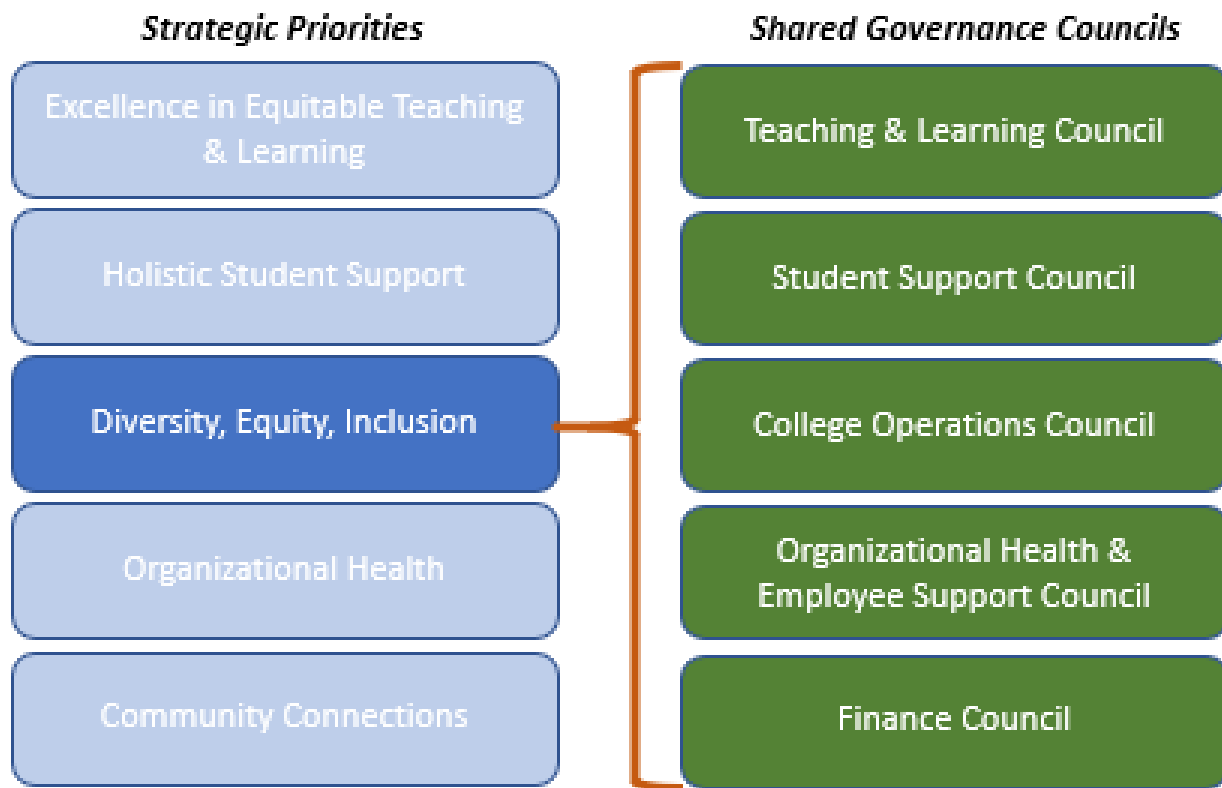 Strategic Priorities
Excellence in Equitable Teaching
& Learning
Holistic Student Support
Diversity, Equity, Inclusion
Organizational Health
Community Connections
Shared Governance Councils
Teaching & Learning Council
Student Support Council
College Operations Council
Organizational Health &
Employee Support Council
Finance Council